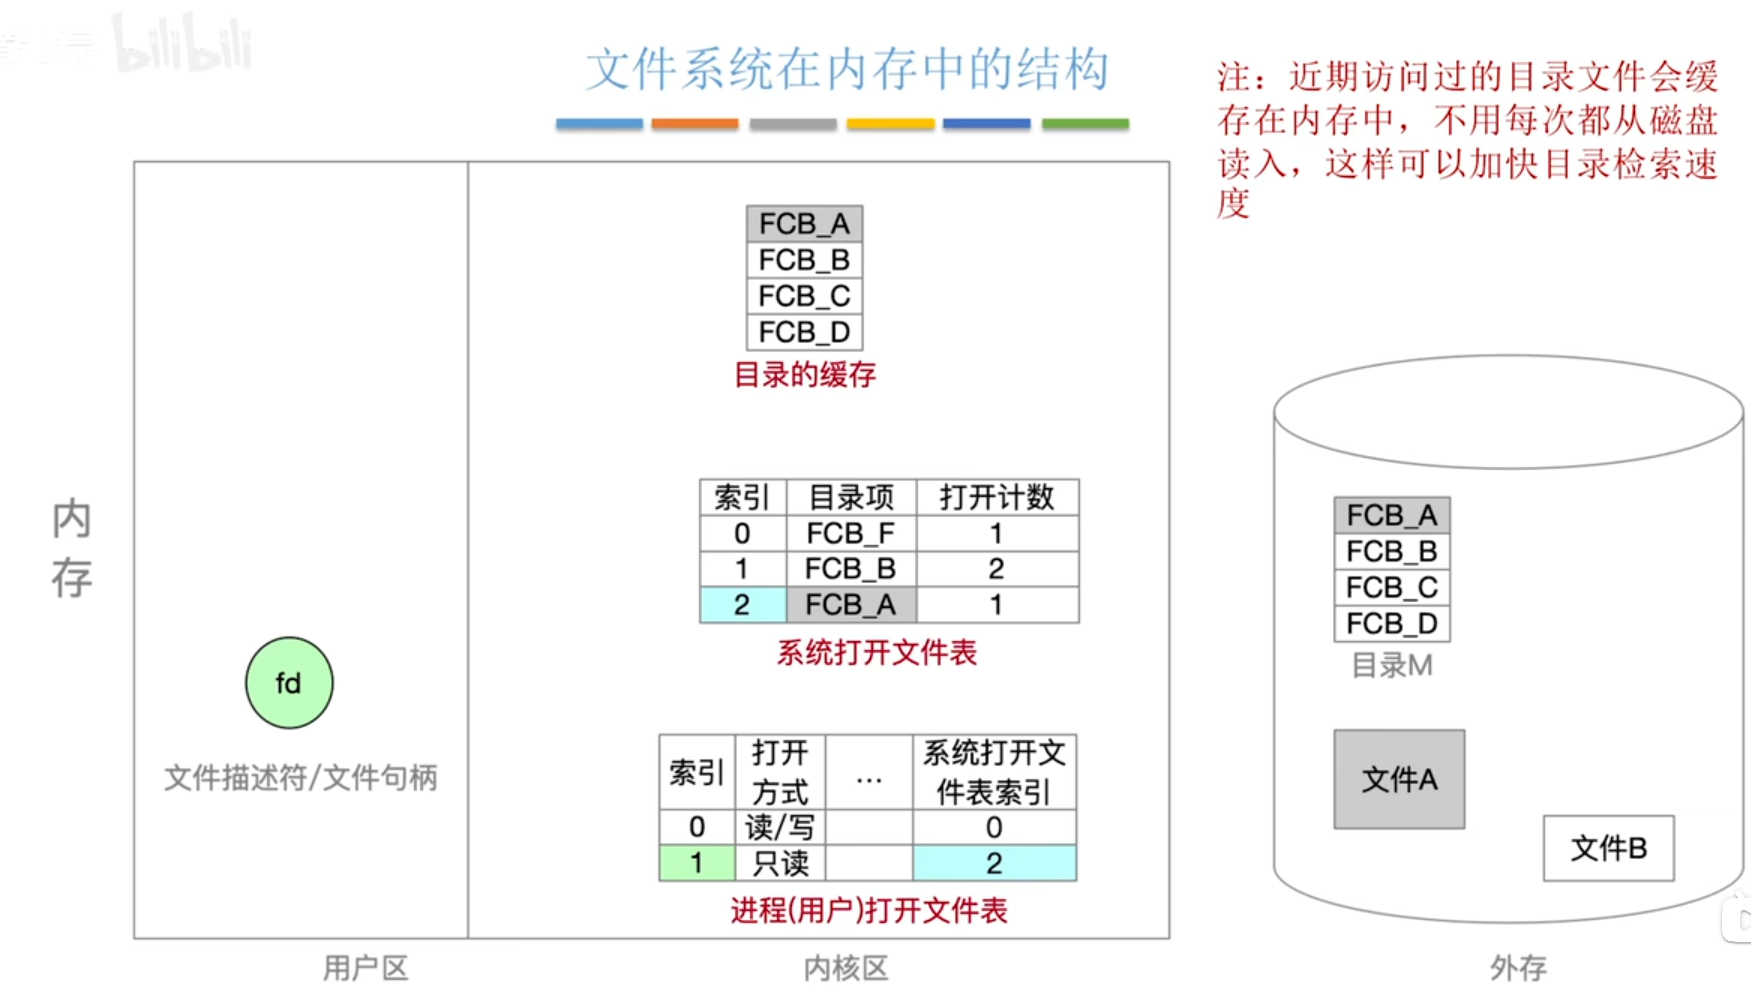 bilibili
文件系统在内存中的结构
注：近期访问过的目录文件会缓
存在内存中，不用每次都从磁盘
读入，这样可以加快目录检索速
度
FCB_A
FCB_B
FCB_C
FCB_D
目录的缓存
内
存
索引 目录项 打开计数
0 FCB_F 1
1 FCB_B 2
2 FCB_A 1
系统打开文件表
fd
文件描述符/文件句柄
索引 打开 ... 系统打开文
方式 件表索引
0 读/写 0
1 只读 2
进程(用户)打开文件表
用户区
内核区
FCB_A
FCB_B
FCB_C
FCB_D
目录M
文件A
文件B
外存